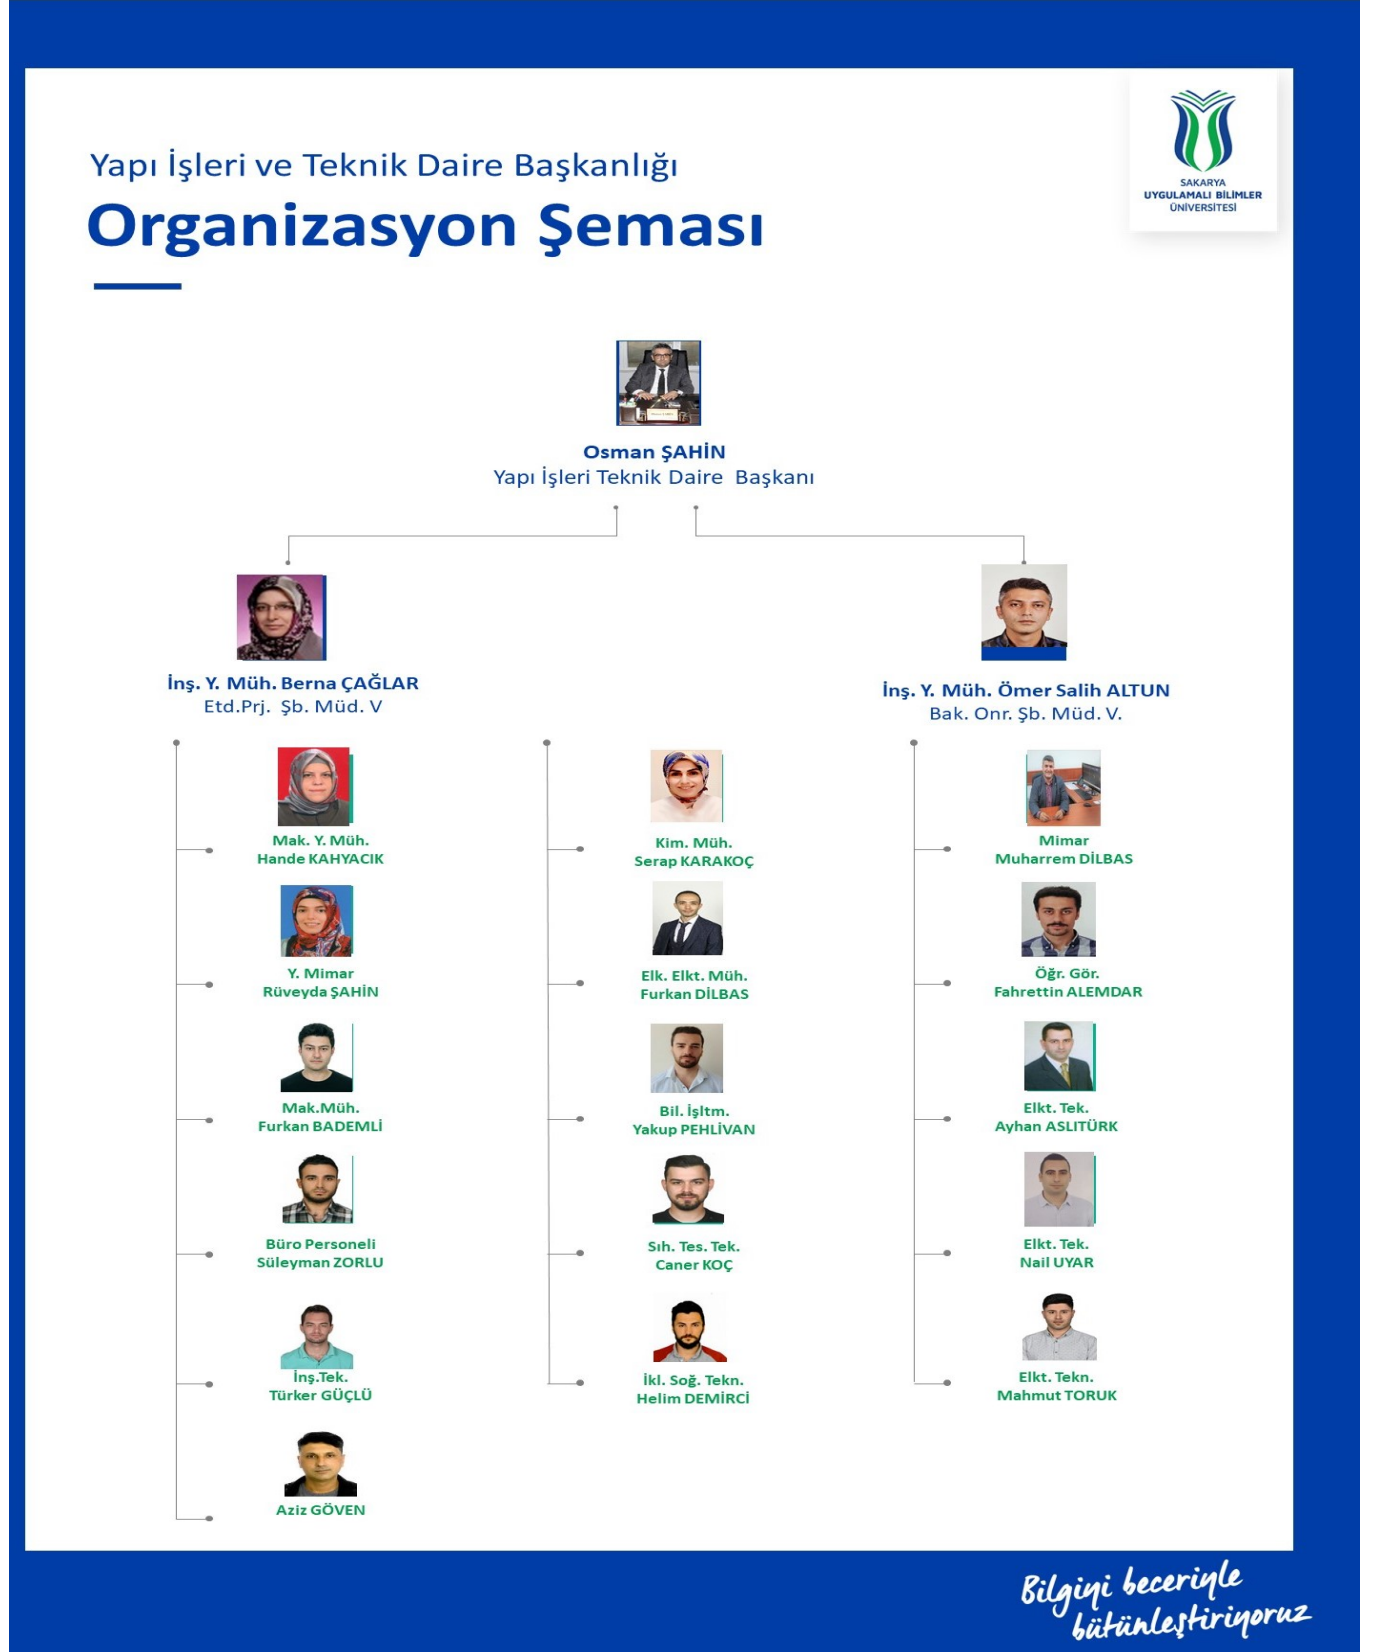 SAKARYA
UYGULAMALI BİLİMLER
ÜNİVERSİTESİ
Yapı İşleri ve Teknik Daire Başkanlığı
Organizasyon Şeması
Osman ŞAHİN
Yapı İşleri Teknik Daire Başkanı
İnş. Y. Müh. Berna ÇAĞLAR
Etd.Prj. Şb. Müd. V
İnş. Y. Müh. Ömer Salih ALTUN
Bak. Onr. Şb. Müd. V.
Mak. Y. Müh.
Hande KAHYACIK
Y. Mimar
Rüveyda ŞAHİN
Mak.Müh.
Furkan BADEMLİ
Büro Personeli
Süleyman ZORLU
İnş.Tek.
Türker GÜÇLÜ
Aziz GÖVEN
Kim. Müh.
Serap KARAKOÇ
Elk. Elkt. Müh.
Furkan DİLBAS
Bil. İşltm.
Yakup PEHLİVAN
Sıh. Tes. Tek.
Caner KOÇ
İkl. Soğ. Tekn.
Helim DEMİRCİ
Mimar
Muharrem DİLBAS
Öğr. Gör.
Fahrettin ALEMDAR
Elkt. Tek.
Ayhan ASLITÜRK
Elkt. Tek.
Nail UYAR
Elkt. Tekn.
Mahmut TORUK
Bilgiyi beceriyle
bütünleştiriyoruz